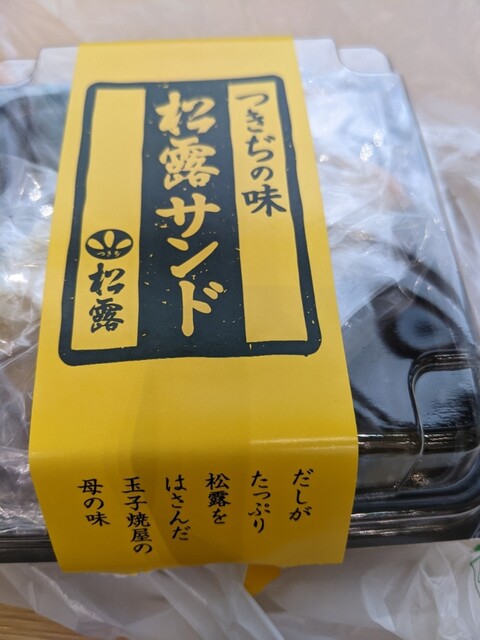 つきぢの味
松露サンド
つきぢ
松露
だしが
たっぷり
松露を
はさんだ
玉子焼屋の
母の味